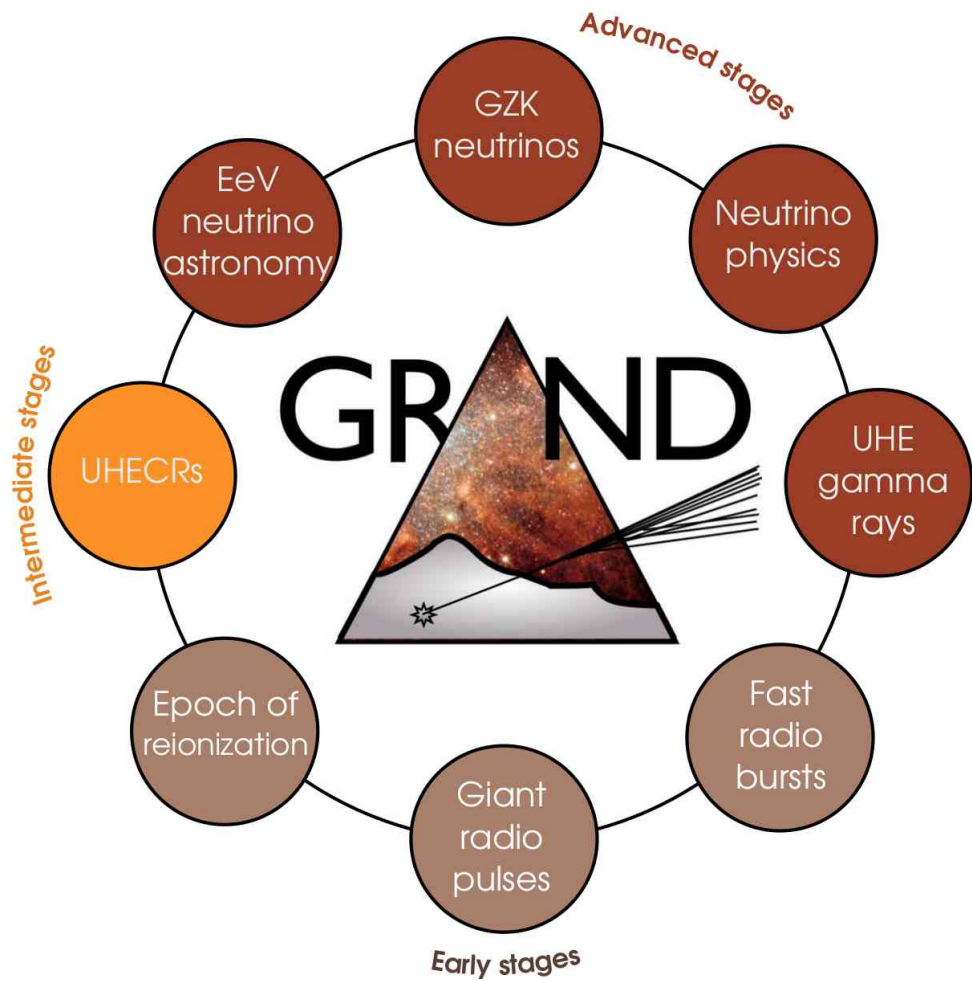 Advanced stages
GZK
neutrinos
EeV
neutrino
astronomy
Neutrino
physics
Intermediate stages
GRAND
UHECRs
UHE
gamma
rays
Epoch of
reionization
Fast
radio
bursts
Giant
radio
pulses
Early stages